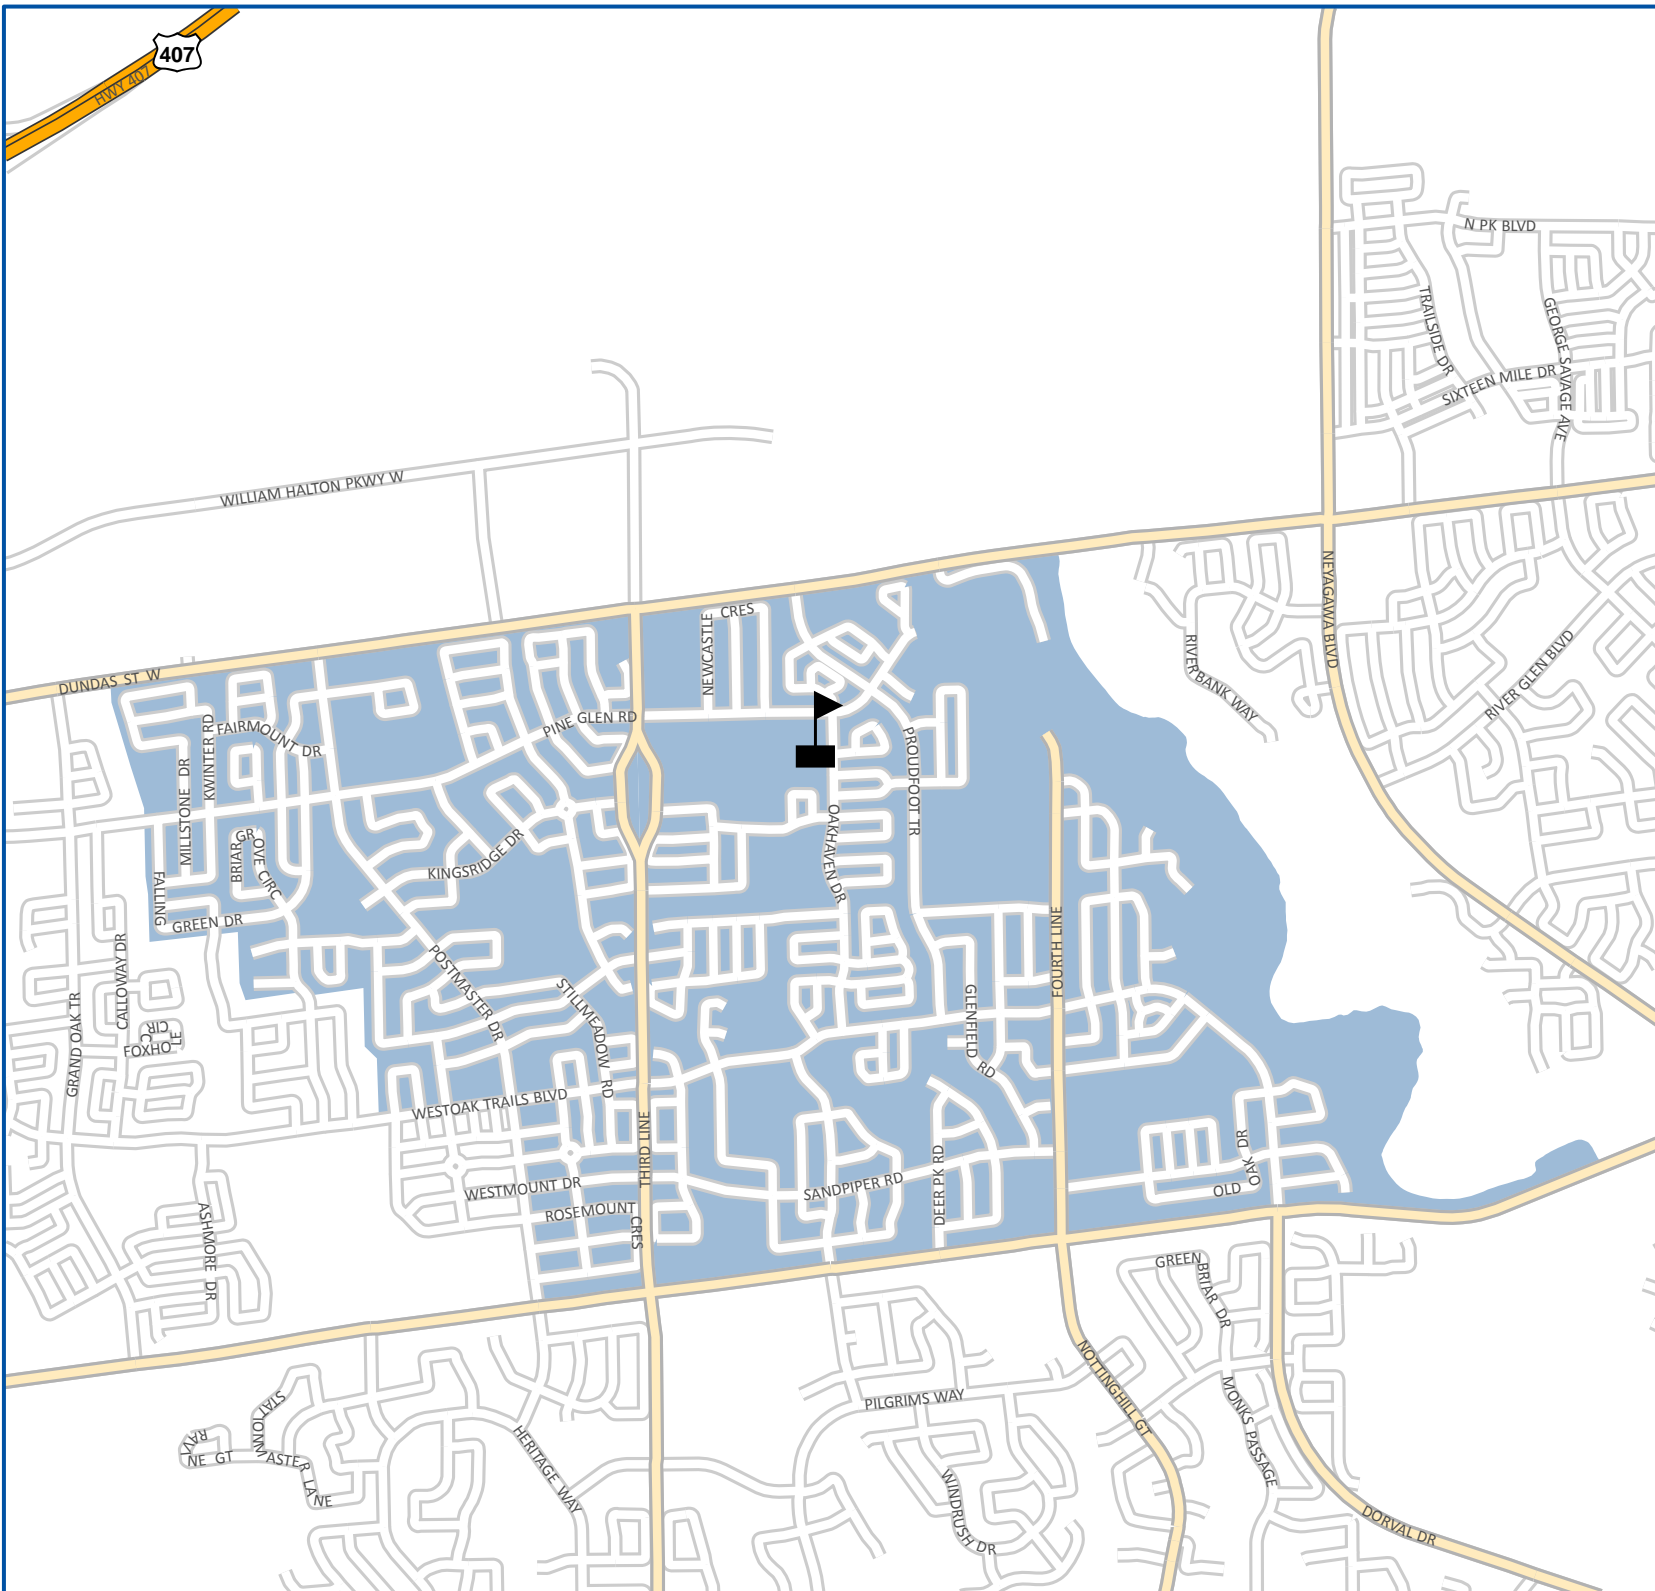 407
HWY 407
N PK BLVD
TRAILSIDE DR
GEORGE SAVAGE AVE
SIXTEEN MILE DR
WILLIAM HALTON PKWY W
NEYAGAWA BLVD
RIVERBANK WAY
RIVER GLEN BLVD
DUNDAS ST W
NEWCASTLE
CRES
PINE GLEN RD
FAIRMOUNT DR
KWINTER RD
MILLSTONE DR
PROUDFOOT TR
OAKHAVEN DR
KINGSRIDGE DR
BRIARGROVE CIRC
FALLING
GREEN DR
CALLOWAY DR
GRAND OAK TR
FOXHOLE
CIRC
POSTMASTER DR
STILLMEADOW RD
FOURTH LINE
GLENFIELD RD
WESTOAK TRAILS BLVD
THIRD LINE
WESTMOUNT DR
ROSEMOUNT
CRES
SANDPIPER RD
DEER PK RD
OLD
OAK DR
ASHMORE DR
GREEN
BRIAR DR
NOTTINGHILL GT
MONKS PASSAGE
PILGRIMS WAY
HERITAGE WAY
STATIONMASTER LANE
RAVINE GT
WINDRUSH DR
DORVAL DR